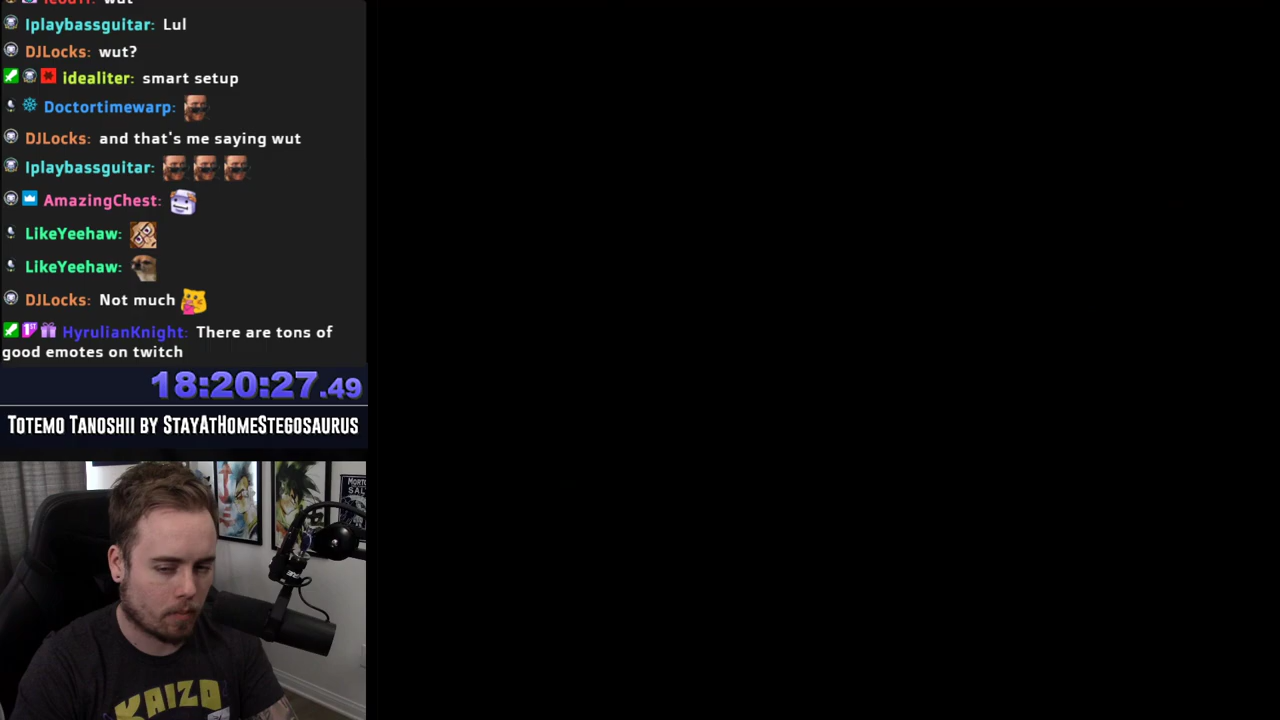 Iplaybassguitar: Lul
DJLocks: wut?
idealiter: smart setup
Doctortimewarp:
DJLocks: and that's me saying wut
Iplaybassguitar:
AmazingChest:
LikeYeehaw:
LikeYeehaw:
DJLocks: Not much
HyrulianKnight: There are tons of
good emotes on twitch
18:20:27.49
TOTEMO TANOSHII BY STAYATHOMESTEGOSAURUS
MORTON
SAL
KAIZO